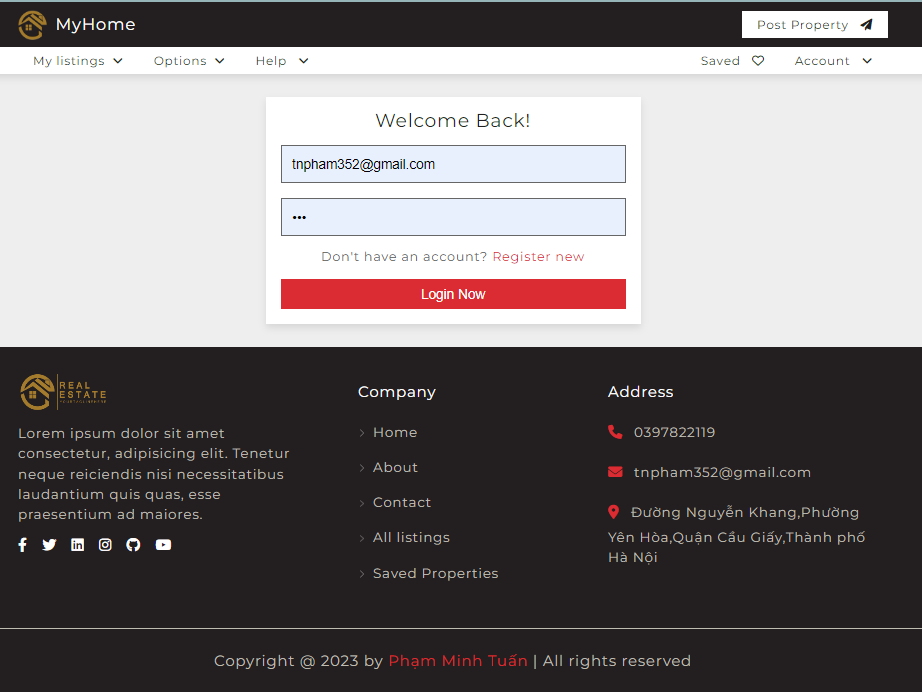 MyHome
Post Property
My listings
Options
Help
Saved
Account
Welcome Back!
tnpham352@gmail.com
•••
Don't have an account? Register new
Login Now
REAL
ESTATE
Lorem ipsum dolor sit amet
consectetur, adipisicing elit. Tenetur
neque reiciendis nisi necessitatibus
laudantium quis quas, esse
praesentium ad maiores.
Company
Home
About
Contact
All listings
Saved Properties
Address
0397822119
tnpham352@gmail.com
Đường Nguyễn Khang,Phường
Yên Hòa,Quận Cầu Giấy,Thành phố
Hà Nội
Copyright @ 2023 by Phạm Minh Tuấn | All rights reserved